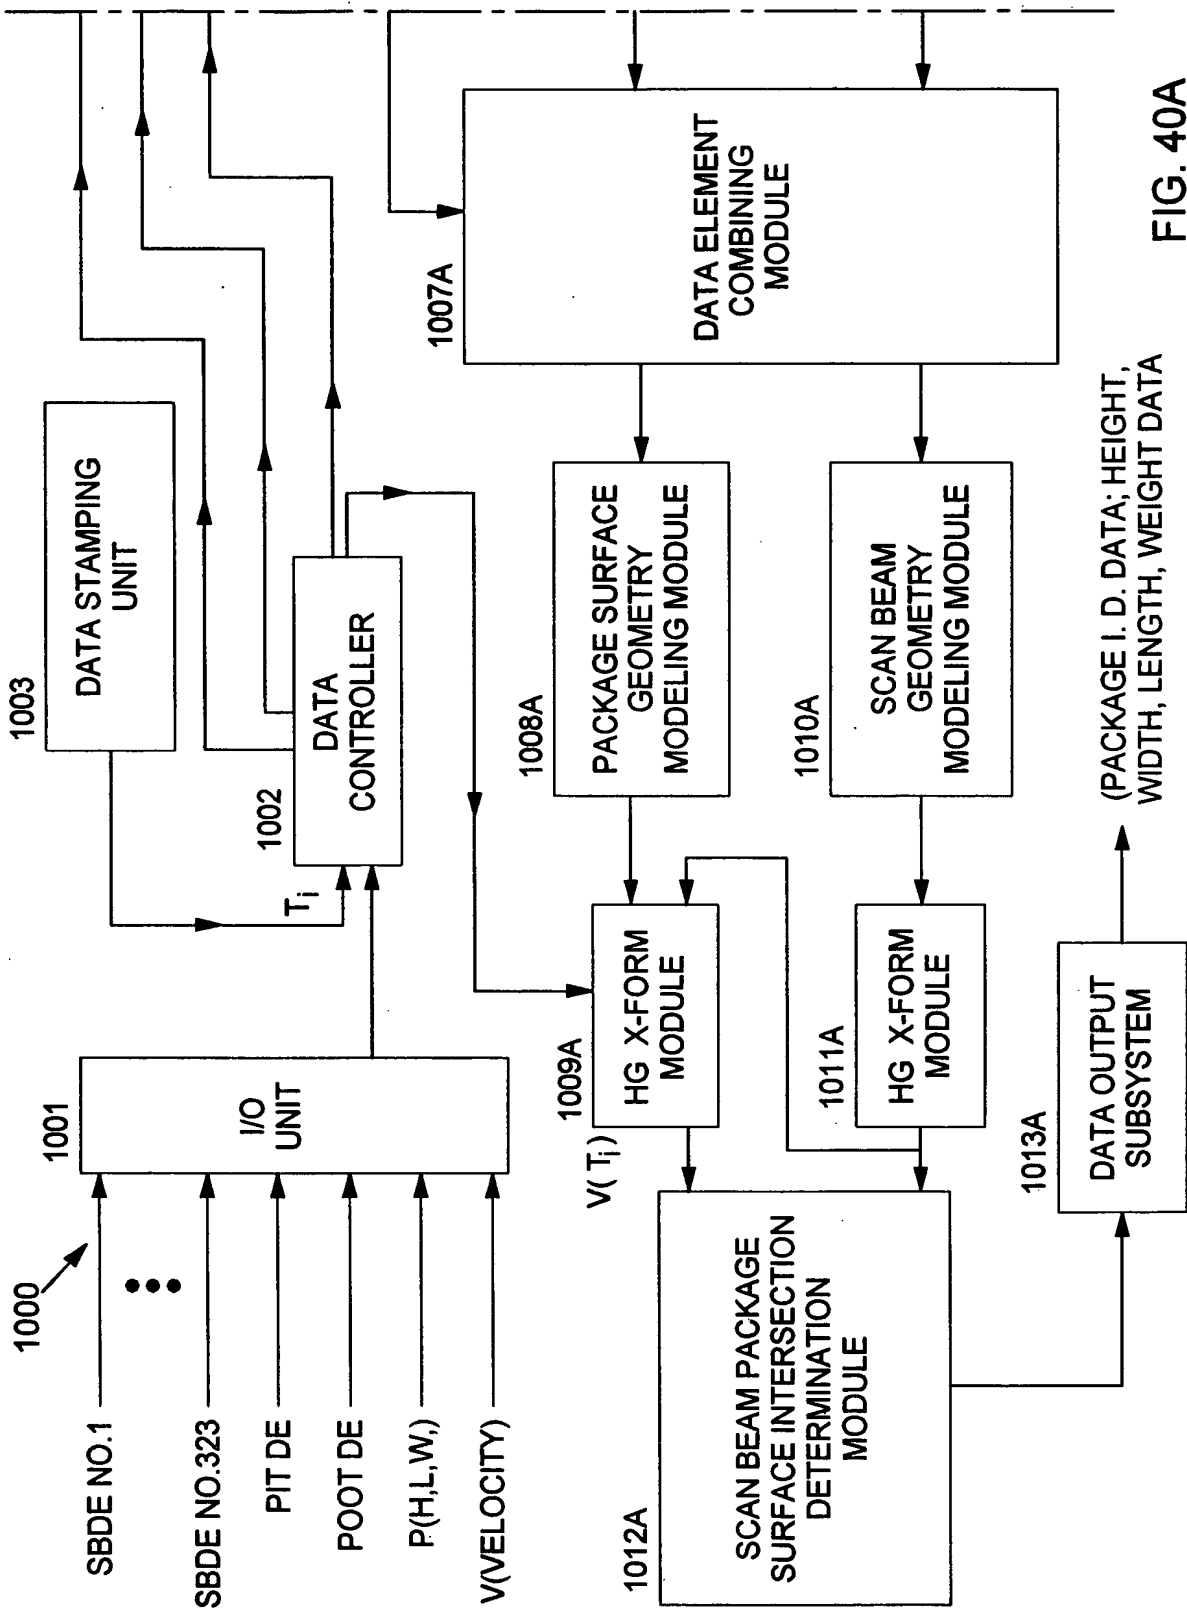 1000
SBDE NO.1
SBDE NO.323
PIT DE
POOT DE
P(H,L,W,)
V(VELOCITY)
1001
I/O
UNIT
1003
DATA STAMPING
UNIT
Ti
1002
DATA
CONTROLLER
1007A
DATA ELEMENT
COMBINING
MODULE
1008A
PACKAGE SURFACE
GEOMETRY
MODELING MODULE
1010A
SCAN BEAM
GEOMETRY
MODELING MODULE
1009A
HG X-FORM
MODULE
V( Ti)
1011A
HG X-FORM
MODULE
1012A
SCAN BEAM PACKAGE
SURFACE INTERSECTION
DETERMINATION
MODULE
1013A
DATA OUTPUT
SUBSYSTEM
(PACKAGE I. D. DATA; HEIGHT,
WIDTH, LENGTH, WEIGHT DATA
FIG. 40A